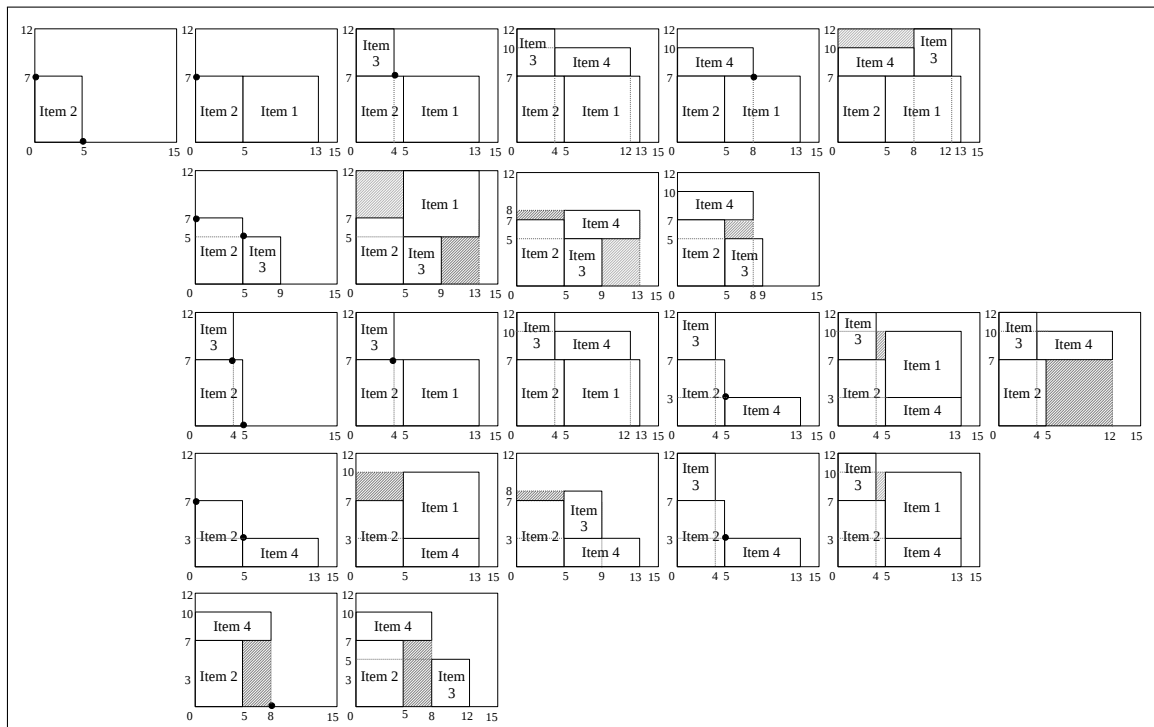 12
7
Item 2
0 5 15
12
7
Item 2 Item 1
0 5 13 15
12
Item
3
7
Item 2 Item 1
0 4 5 13 15
12
Item
3
10
Item 4
7
Item 2 Item 1
0 4 5 12 13 15
12
10
Item 4
7
Item 2 Item 1
0 5 8 13 15
12
Item
3
10
Item 4
7
Item 2 Item 1
0 5 8 12 13 15
12
7
5
Item 2
Item
3
0 5 9 15
12
Item 1
7
5
Item 2
Item
3
0 5 9 13 15
12
8
7
Item 4
5
Item 2
Item
3
0 5 9 13 15
12
10
Item 4
7
5
Item 2
Item
3
0 5 8 9 15
12
Item
3
7
Item 2
0 4 5 15
12
Item
3
7
Item 2 Item 1
0 4 5 13 15
12
Item
3
10
Item 4
7
Item 2 Item 1
0 4 5 12 13 15
12
Item
3
7
Item 2
3
Item 4
0 4 5 13 15
12
Item
3
10
7
Item 1
Item 2
3
Item 4
0 4 5 13 15
12
Item
3
10
Item 4
7
Item 2
0 4 5 12 15
12
7
Item 2
3
Item 4
0 5 13 15
12
10
7
Item 1
Item 2
3
Item 4
0 5 13 15
12
8
7
Item
3
Item 2
3
Item 4
0 5 9 13 15
12
Item
3
7
Item 2
3
Item 4
0 4 5 13 15
12
Item
3
10
7
Item 1
Item 2
3
Item 4
0 4 5 13 15
12
10
Item 4
7
Item 2
3
0 5 8 15
12
10
Item 4
7
5
Item 2
3
Item
3
0 5 8 12 15